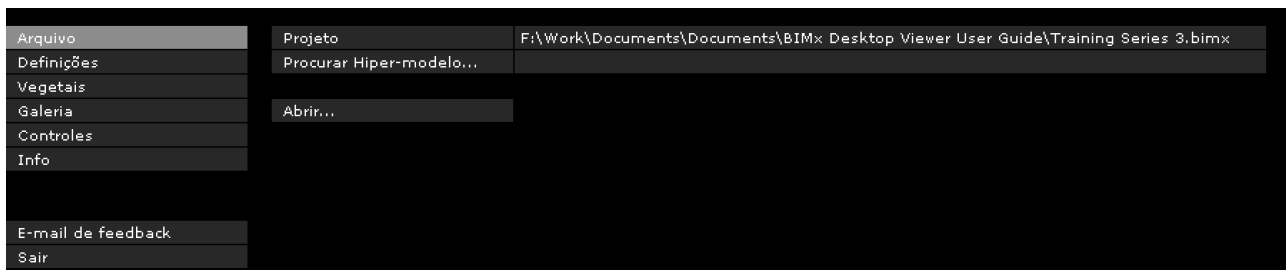 Arquivo
Definições
Vegetais
Galeria
Controles
Info
E-mail de feedback
Sair
Projeto F:\Work\Documents\Documents\BIMx Desktop Viewer User Guide\Training Series 3.bimx
Procurar Hiper-modelo...
Abrir...